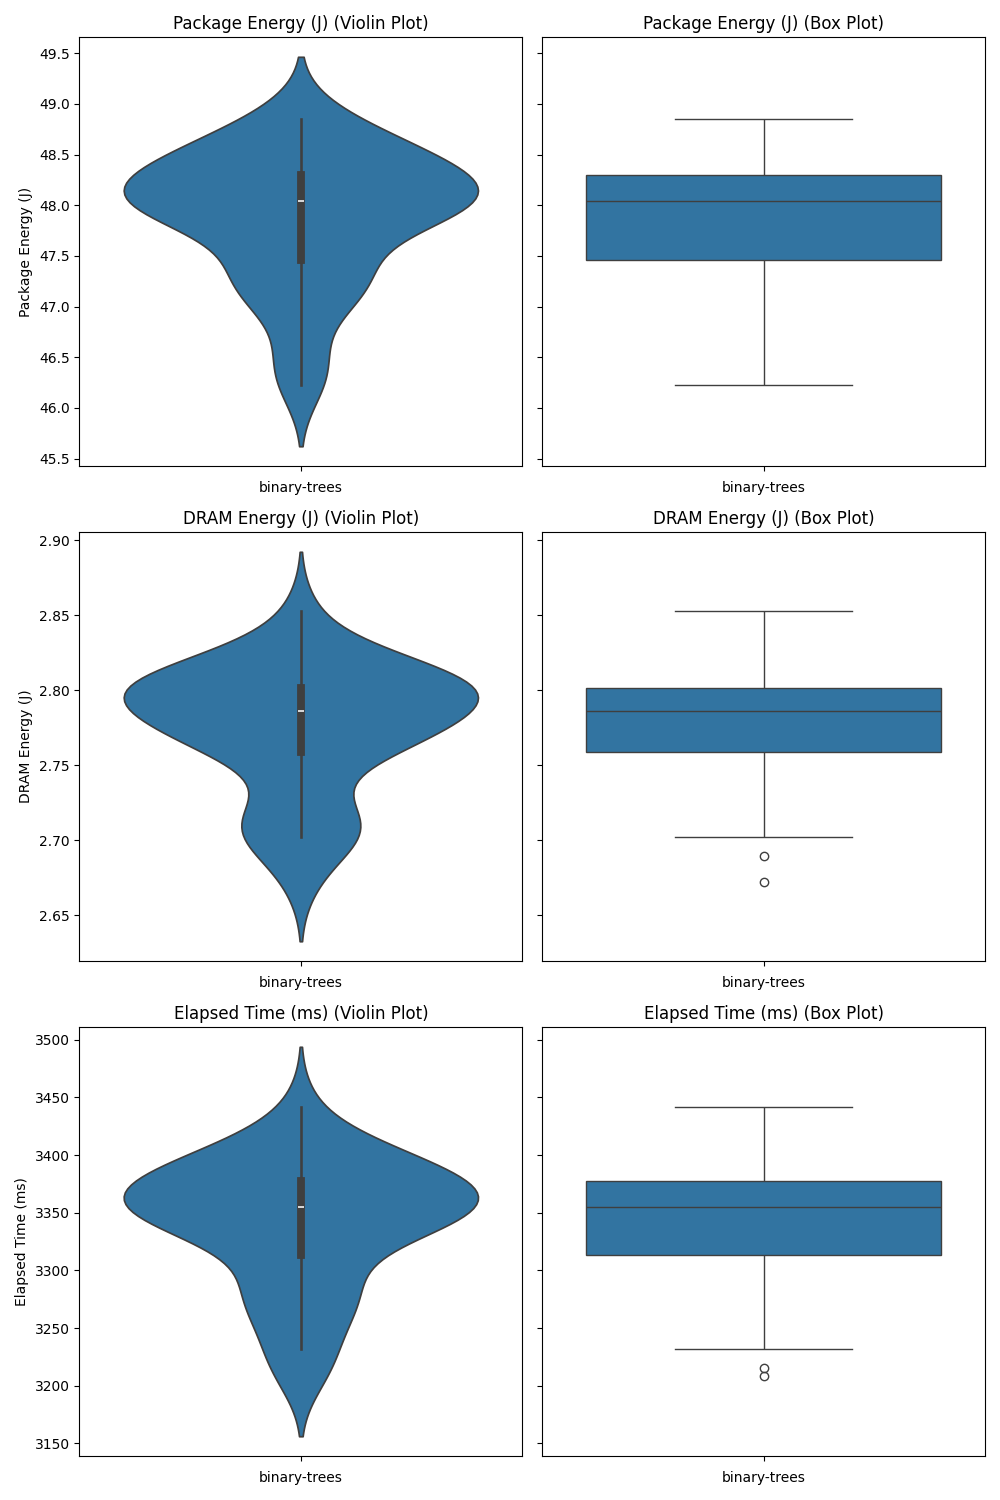 Package Energy (J) (Violin Plot)
Package Energy (J) (Box Plot)
49.5
49.0
48.5
48.0
47.5
47.0
46.5
46.0
45.5
Package Energy (J)
binary-trees
binary-trees
DRAM Energy (J) (Violin Plot)
DRAM Energy (J) (Box Plot)
2.90
2.85
2.80
2.75
2.70
2.65
DRAM Energy (J)
binary-trees
binary-trees
Elapsed Time (ms) (Violin Plot)
Elapsed Time (ms) (Box Plot)
3500
3450
3400
3350
3300
3250
3200
3150
Elapsed Time (ms)
binary-trees
binary-trees